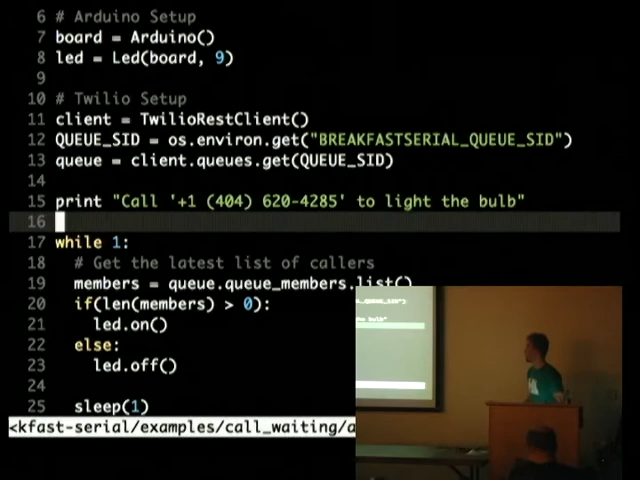 6 # Arduino Setup
7 board = Arduino()
8 led = Led(board, 9)
9
10 # Twilio Setup
11 client = TwilioRestClient()
12 QUEUE_SID = os.environ.get("BREAKFASTSERIAL_QUEUE_SID")
13 queue = client.queues.get(QUEUE_SID)
14
15 print "Call '+1 (404) 620-4285' to light the bulb"
16
17 while 1:
18 # Get the latest list of callers
19 members = queue.queue_members.list()
20 if(len(members) > 0):
21 led.on()
22 else:
23 led.off()
24
25 sleep(1)
<kfast-serial/examples/call_waiting/a
the bulb"